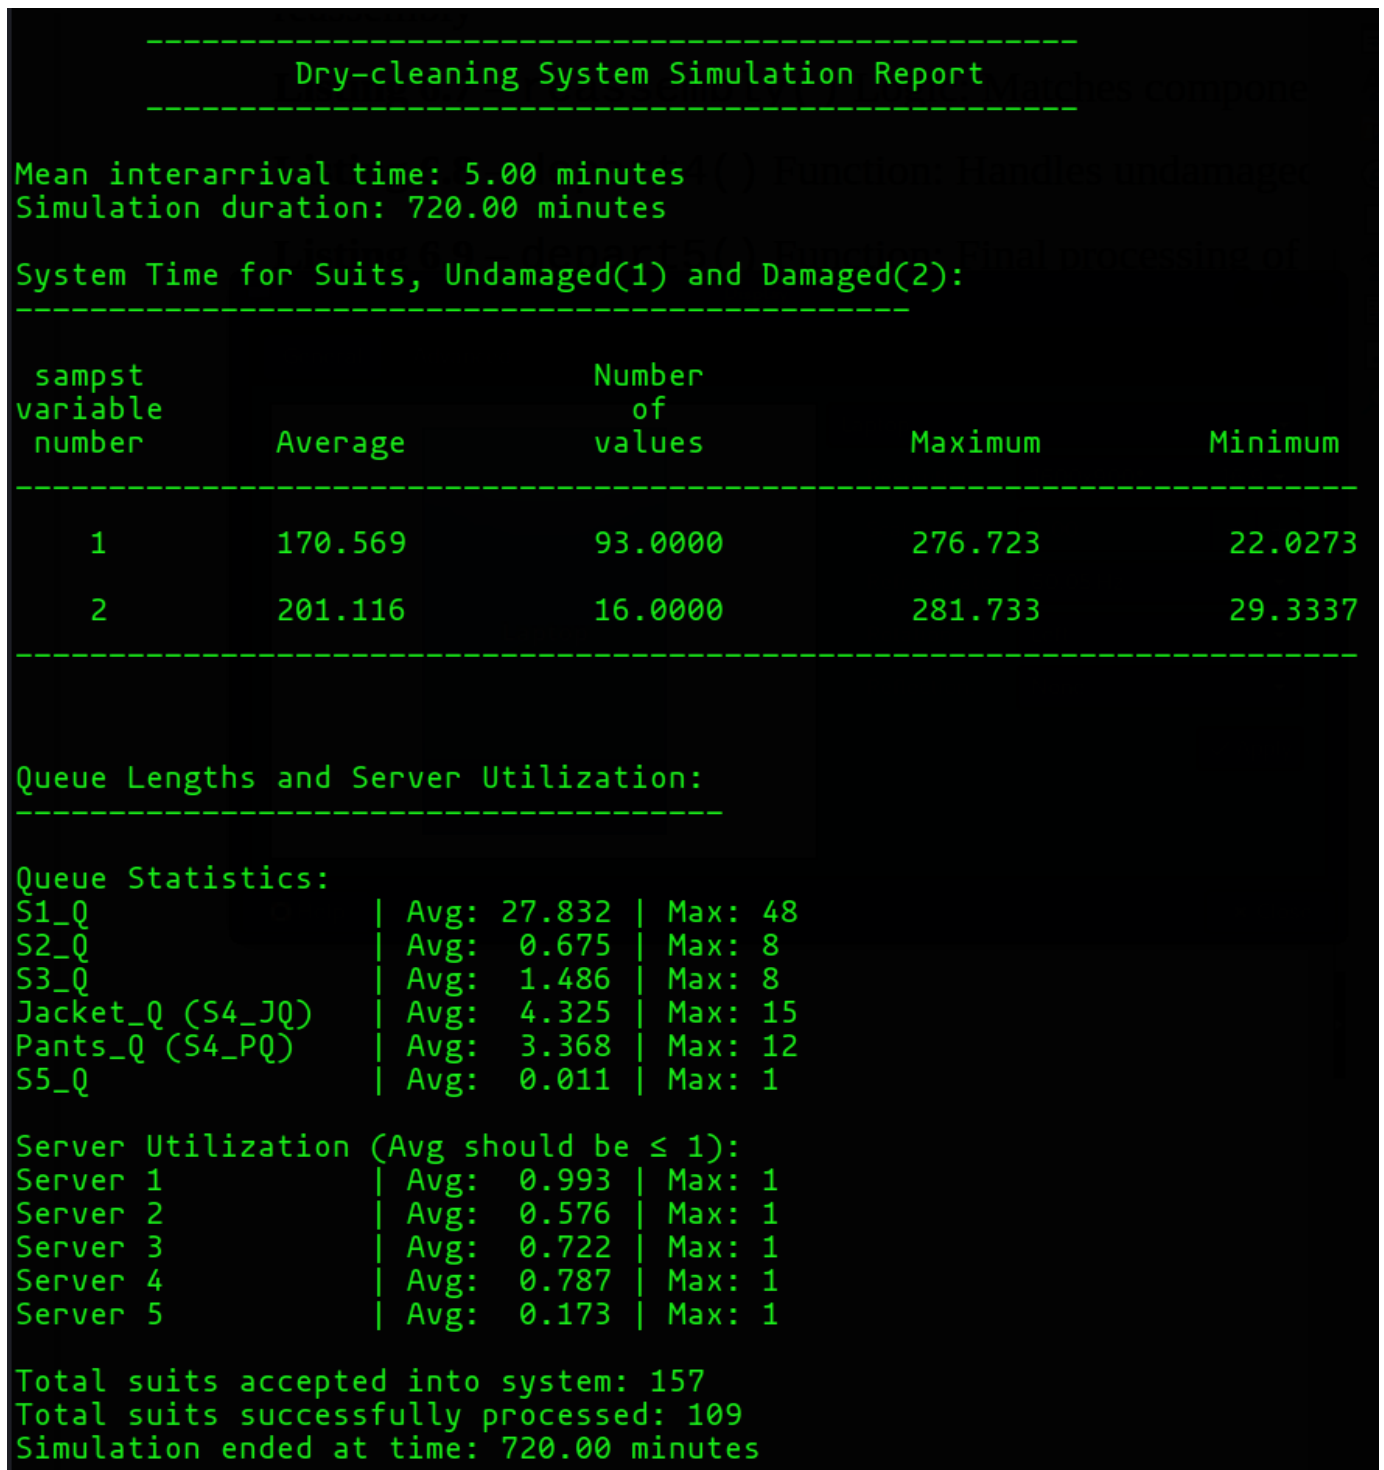 --------------------------------------------------
Dry-cleaning System Simulation Report
--------------------------------------------------
Mean interarrival time: 5.00 minutes
Simulation duration: 720.00 minutes
System Time for Suits, Undamaged(1) and Damaged(2):
------------------------------------------------
sampst Number
variable of
number Average values Maximum Minimum
------------------------------------------------------------------------
1 170.569 93.0000 276.723 22.0273
2 201.116 16.0000 281.733 29.3337
------------------------------------------------------------------------
Queue Lengths and Server Utilization:
--------------------------------------
Queue Statistics:
S1_Q | Avg: 27.832 | Max: 48
S2_Q | Avg: 0.675 | Max: 8
S3_Q | Avg: 1.486 | Max: 8
Jacket_Q (S4_JQ) | Avg: 4.325 | Max: 15
Pants_Q (S4_PQ) | Avg: 3.368 | Max: 12
S5_Q | Avg: 0.011 | Max: 1
Server Utilization (Avg should be ≤ 1):
Server 1 | Avg: 0.993 | Max: 1
Server 2 | Avg: 0.576 | Max: 1
Server 3 | Avg: 0.722 | Max: 1
Server 4 | Avg: 0.787 | Max: 1
Server 5 | Avg: 0.173 | Max: 1
Total suits accepted into system: 157
Total suits successfully processed: 109
Simulation ended at time: 720.00 minutes